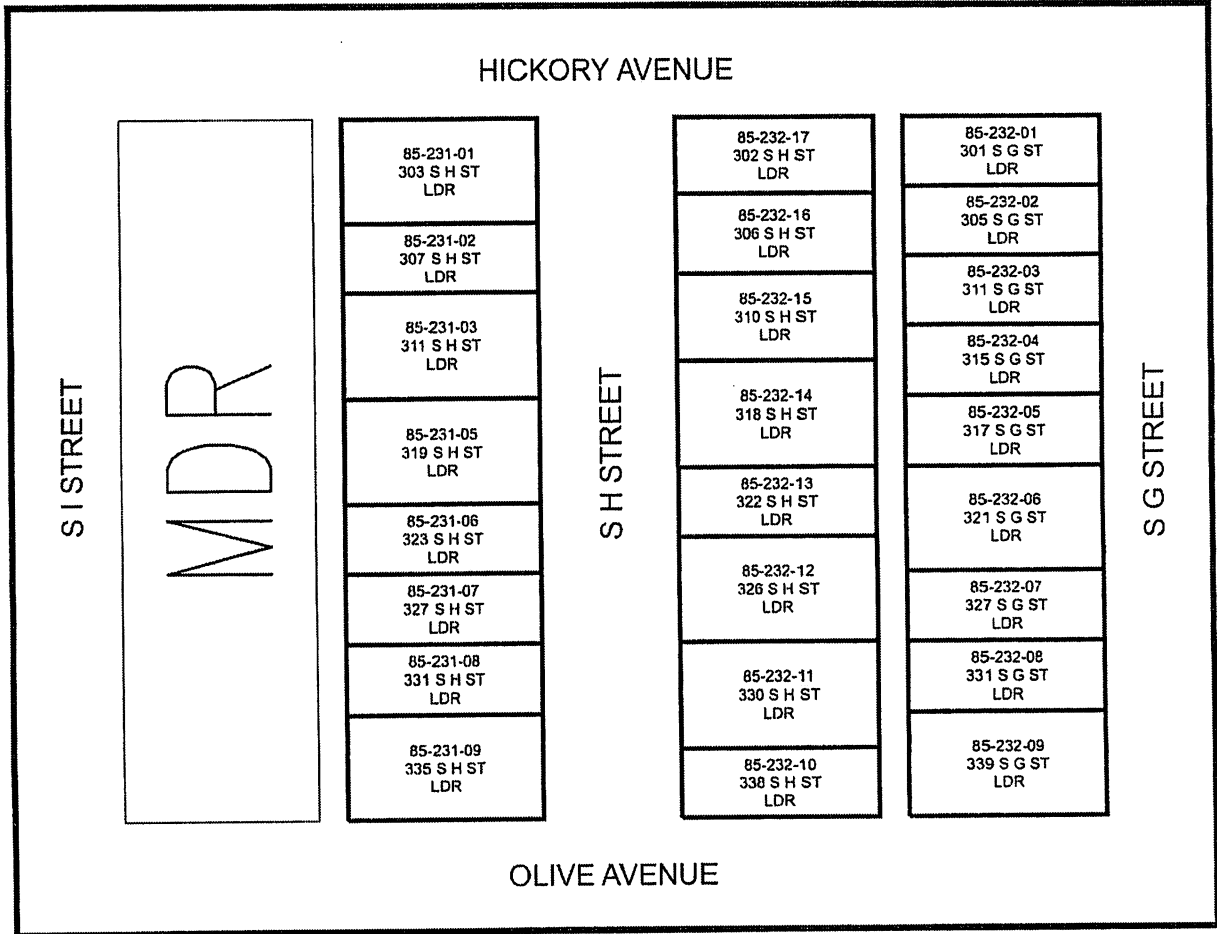 HICKORY AVENUE
S I STREET
MDR
85-231-01
303 S H ST
LDR
85-231-02
307 S H ST
LDR
85-231-03
311 S H ST
LDR
85-231-05
319 S H ST
LDR
85-231-06
323 S H ST
LDR
85-231-07
327 S H ST
LDR
85-231-08
331 S H ST
LDR
85-231-09
335 S H ST
LDR
S H STREET
85-232-17
302 S H ST
LDR
85-232-16
306 S H ST
LDR
85-232-15
310 S H ST
LDR
85-232-14
318 S H ST
LDR
85-232-13
322 S H ST
LDR
85-232-12
326 S H ST
LDR
85-232-11
330 S H ST
LDR
85-232-10
338 S H ST
LDR
85-232-01
301 S G ST
LDR
85-232-02
305 S G ST
LDR
85-232-03
311 S G ST
LDR
85-232-04
315 S G ST
LDR
85-232-05
317 S G ST
LDR
85-232-06
321 S G ST
LDR
85-232-07
327 S G ST
LDR
85-232-08
331 S G ST
LDR
85-232-09
339 S G ST
LDR
S G STREET
OLIVE AVENUE